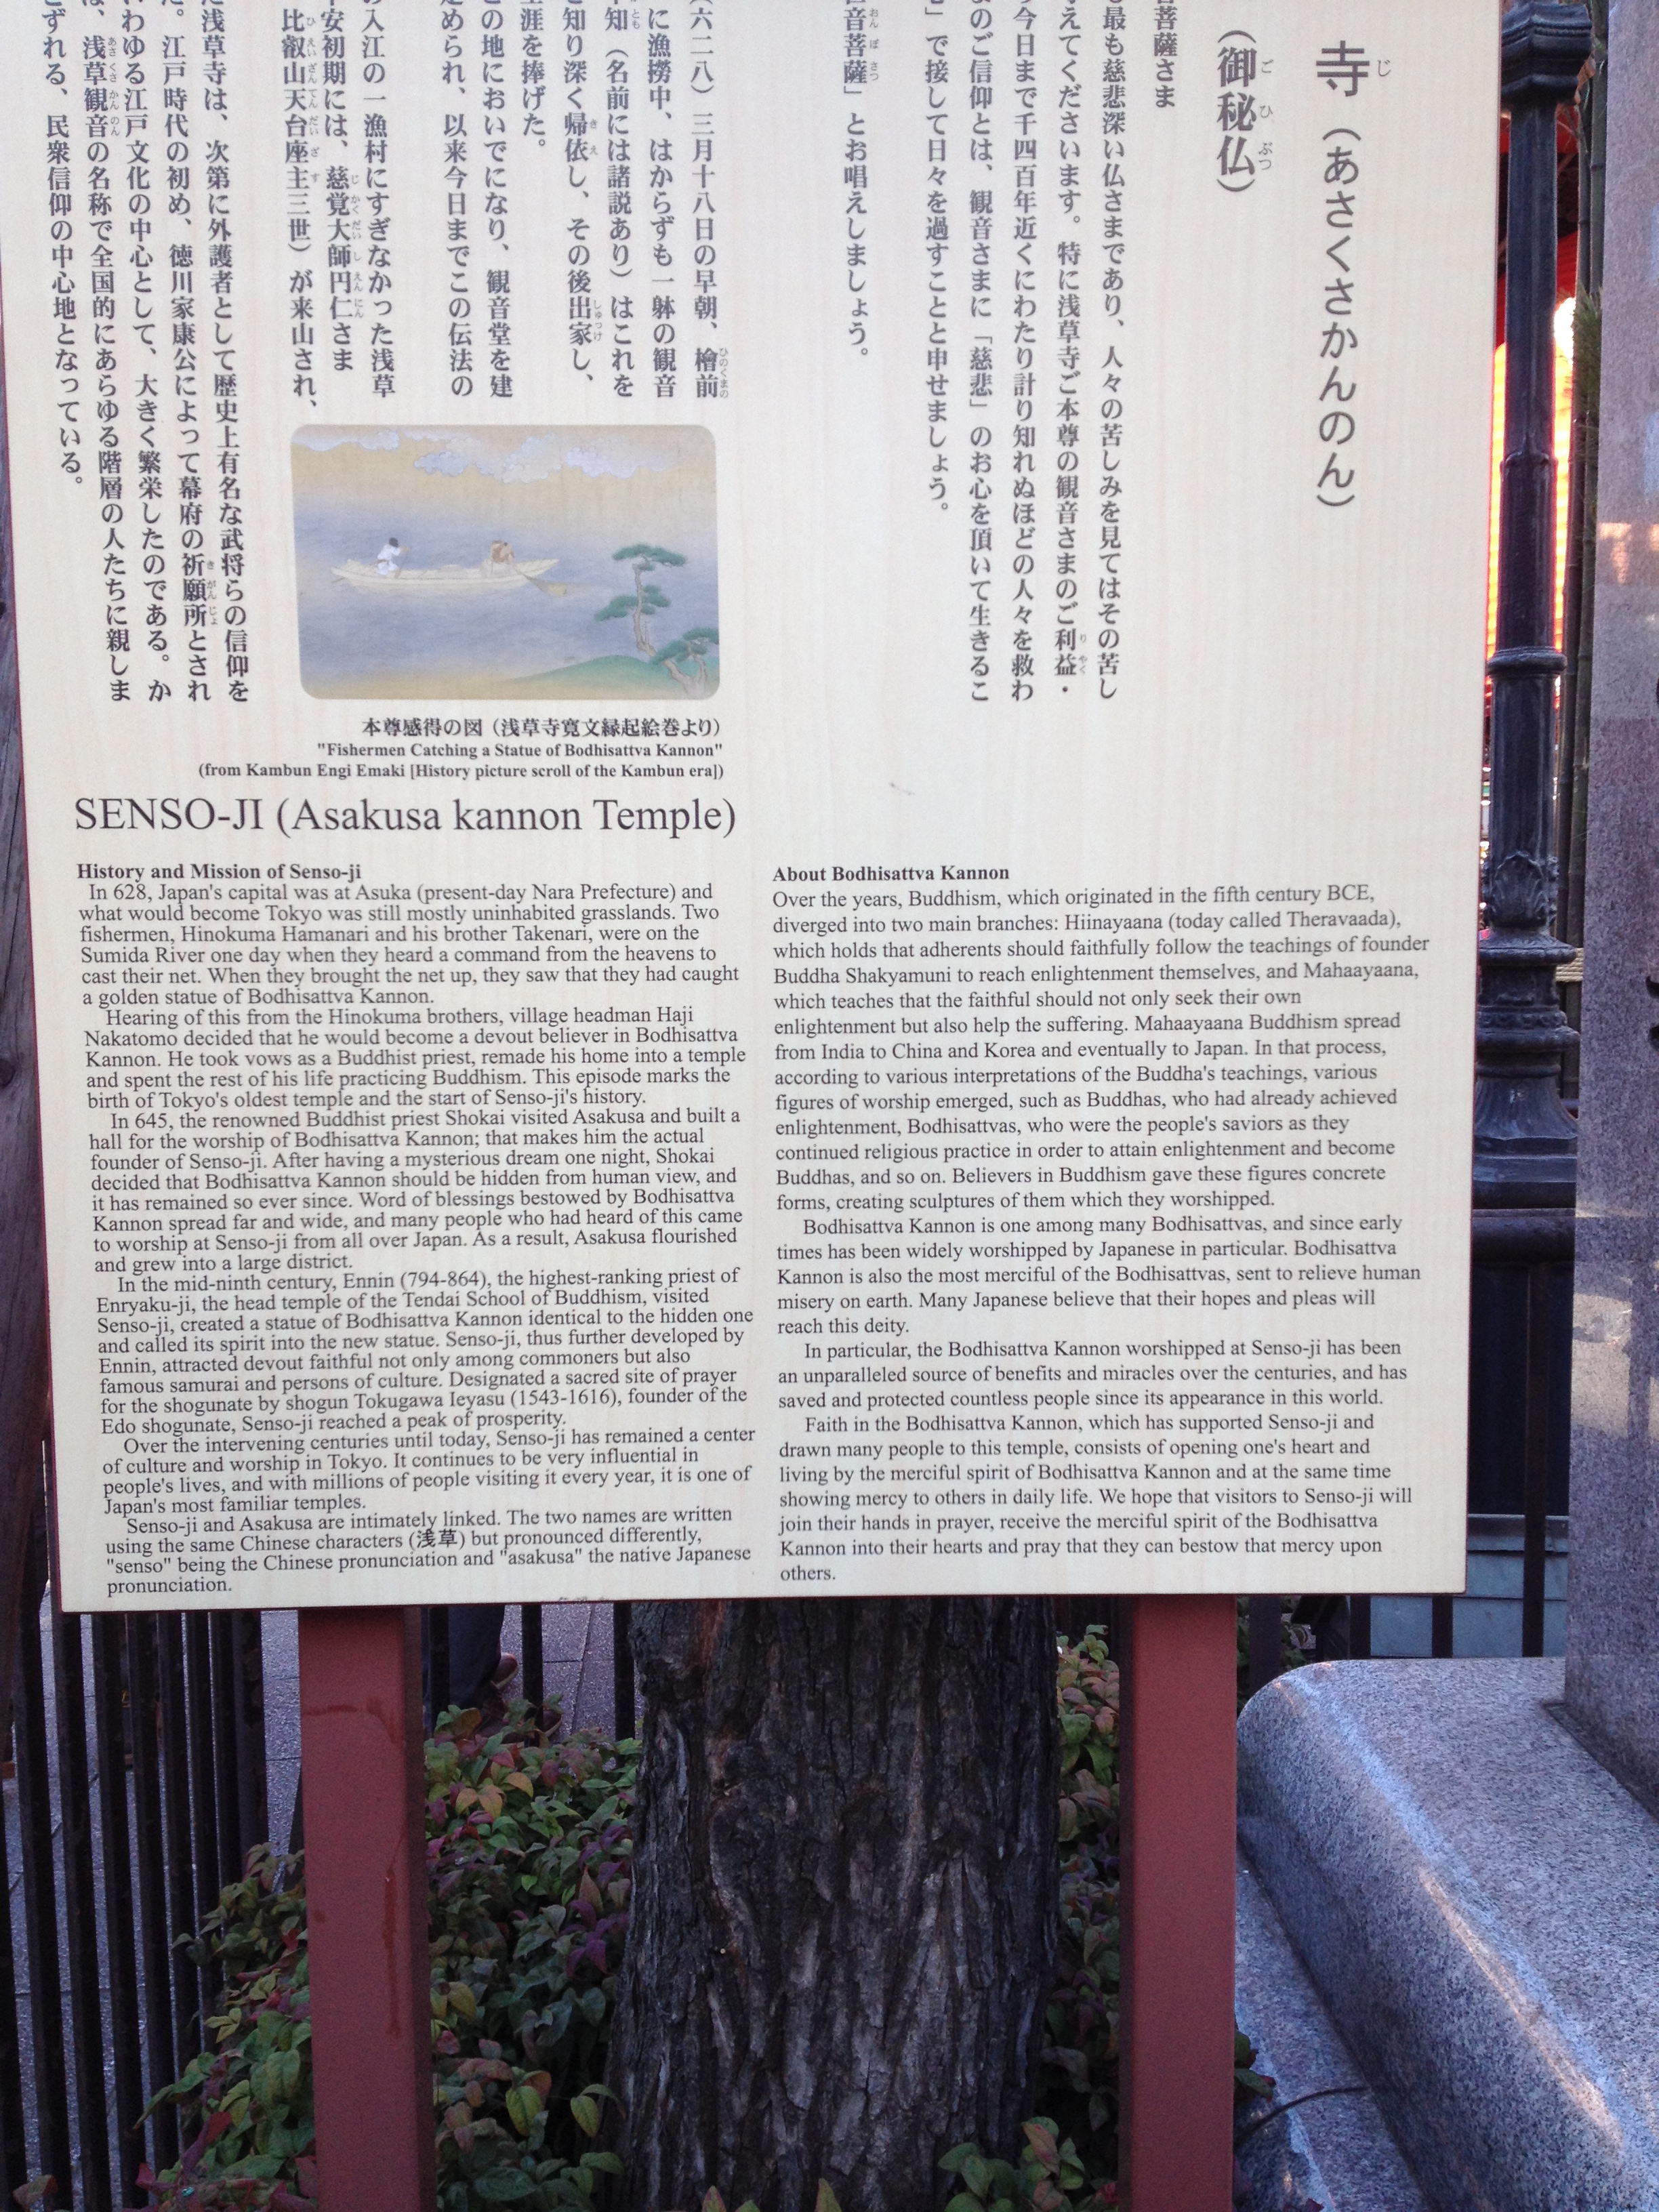 寺（あさくさかんのん）
じ
（御秘仏）
ごひぶつ
菩薩さま
最も慈悲深い仏さまであり、人々の苦しみを見てはその苦し
えてくださいます。特に浅草寺ご本尊の観音さまのご利益・
りやく
今日まで千四百年近くにわたり計り知れぬほどの人々を救わ
のご信仰とは、観音さまに「慈悲」のお心を頂いて生きるこ
」で接して日々を過すことと申せましょう。
音菩薩」とお唱えしましょう。
おんぼさつ
（六二八）三月十八日の早朝、檜前
ひのくまの
に漁撈中、はからずも一躰の観音
知（名前には諸説あり）はこれを
とも
知り深く帰依し、その後出家し、
きえ しゅっけ
涯を捧げた。
の地においでになり、観音堂を建
められ、以来今日までこの伝法の
入江の一漁村にすぎなかった浅草
安初期には、慈覚大師円仁さま
じかくだいしえんにん
比叡山天台座主三世）が来山され、
ひえいざんてんだいざす
浅草寺は、次第に外護者として歴史上有名な武将らの信仰を
。江戸時代の初め、徳川家康公によって幕府の祈願所とされ
きがんじょ
わゆる江戸文化の中心として、大きく繁栄したのである。か
、浅草観音の名称で全国的にあらゆる階層の人たちに親しま
あさくさかんのん
ずれる、民衆信仰の中心地となっている。
本尊感得の図（浅草寺寛文縁起絵巻より）
"Fishermen Catching a Statue of Bodhisattva Kannon"
(from Kambun Engi Emaki [History picture scroll of the Kambun era])
SENSO-JI (Asakusa kannon Temple)
History and Mission of Senso-ji
In 628, Japan's capital was at Asuka (present-day Nara Prefecture) and
what would become Tokyo was still mostly uninhabited grasslands. Two
fishermen, Hinokuma Hamanari and his brother Takenari, were on the
Sumida River one day when they heard a command from the heavens to
cast their net. When they brought the net up, they saw that they had caught
a golden statue of Bodhisattva Kannon.
Hearing of this from the Hinokuma brothers, village headman Haji
Nakatomo decided that he would become a devout believer in Bodhisattva
Kannon. He took vows as a Buddhist priest, remade his home into a temple
and spent the rest of his life practicing Buddhism. This episode marks the
birth of Tokyo's oldest temple and the start of Senso-ji's history.
In 645, the renowned Buddhist priest Shokai visited Asakusa and built a
hall for the worship of Bodhisattva Kannon; that makes him the actual
founder of Senso-ji. After having a mysterious dream one night, Shokai
decided that Bodhisattva Kannon should be hidden from human view, and
it has remained so ever since. Word of blessings bestowed by Bodhisattva
Kannon spread far and wide, and many people who had heard of this came
to worship at Senso-ji from all over Japan. As a result, Asakusa flourished
and grew into a large district.
In the mid-ninth century, Ennin (794-864), the highest-ranking priest of
Enryaku-ji, the head temple of the Tendai School of Buddhism, visited
Senso-ji, created a statue of Bodhisattva Kannon identical to the hidden one
and called its spirit into the new statue. Senso-ji, thus further developed by
Ennin, attracted devout faithful not only among commoners but also
famous samurai and persons of culture. Designated a sacred site of prayer
for the shogunate by shogun Tokugawa Ieyasu (1543-1616), founder of the
Edo shogunate, Senso-ji reached a peak of prosperity.
Over the intervening centuries until today, Senso-ji has remained a center
of culture and worship in Tokyo. It continues to be very influential in
people's lives, and with millions of people visiting it every year, it is one of
Japan's most familiar temples.
Senso-ji and Asakusa are intimately linked. The two names are written
using the same Chinese characters (浅草) but pronounced differently,
"senso" being the Chinese pronunciation and "asakusa" the native Japanese
pronunciation.
About Bodhisattva Kannon
Over the years, Buddhism, which originated in the fifth century BCE,
diverged into two main branches: Hiinayaana (today called Theravaada),
which holds that adherents should faithfully follow the teachings of founder
Buddha Shakyamuni to reach enlightenment themselves, and Mahaayaana,
which teaches that the faithful should not only seek their own
enlightenment but also help the suffering. Mahaayaana Buddhism spread
from India to China and Korea and eventually to Japan. In that process,
according to various interpretations of the Buddha's teachings, various
figures of worship emerged, such as Buddhas, who had already achieved
enlightenment, Bodhisattvas, who were the people's saviors as they
continued religious practice in order to attain enlightenment and become
Buddhas, and so on. Believers in Buddhism gave these figures concrete
forms, creating sculptures of them which they worshipped.
Bodhisattva Kannon is one among many Bodhisattvas, and since early
times has been widely worshipped by Japanese in particular. Bodhisattva
Kannon is also the most merciful of the Bodhisattvas, sent to relieve human
misery on earth. Many Japanese believe that their hopes and pleas will
reach this deity.
In particular, the Bodhisattva Kannon worshipped at Senso-ji has been
an unparalleled source of benefits and miracles over the centuries, and has
saved and protected countless people since its appearance in this world.
Faith in the Bodhisattva Kannon, which has supported Senso-ji and
drawn many people to this temple, consists of opening one's heart and
living by the merciful spirit of Bodhisattva Kannon and at the same time
showing mercy to others in daily life. We hope that visitors to Senso-ji will
join their hands in prayer, receive the merciful spirit of the Bodhisattva
Kannon into their hearts and pray that they can bestow that mercy upon
others.